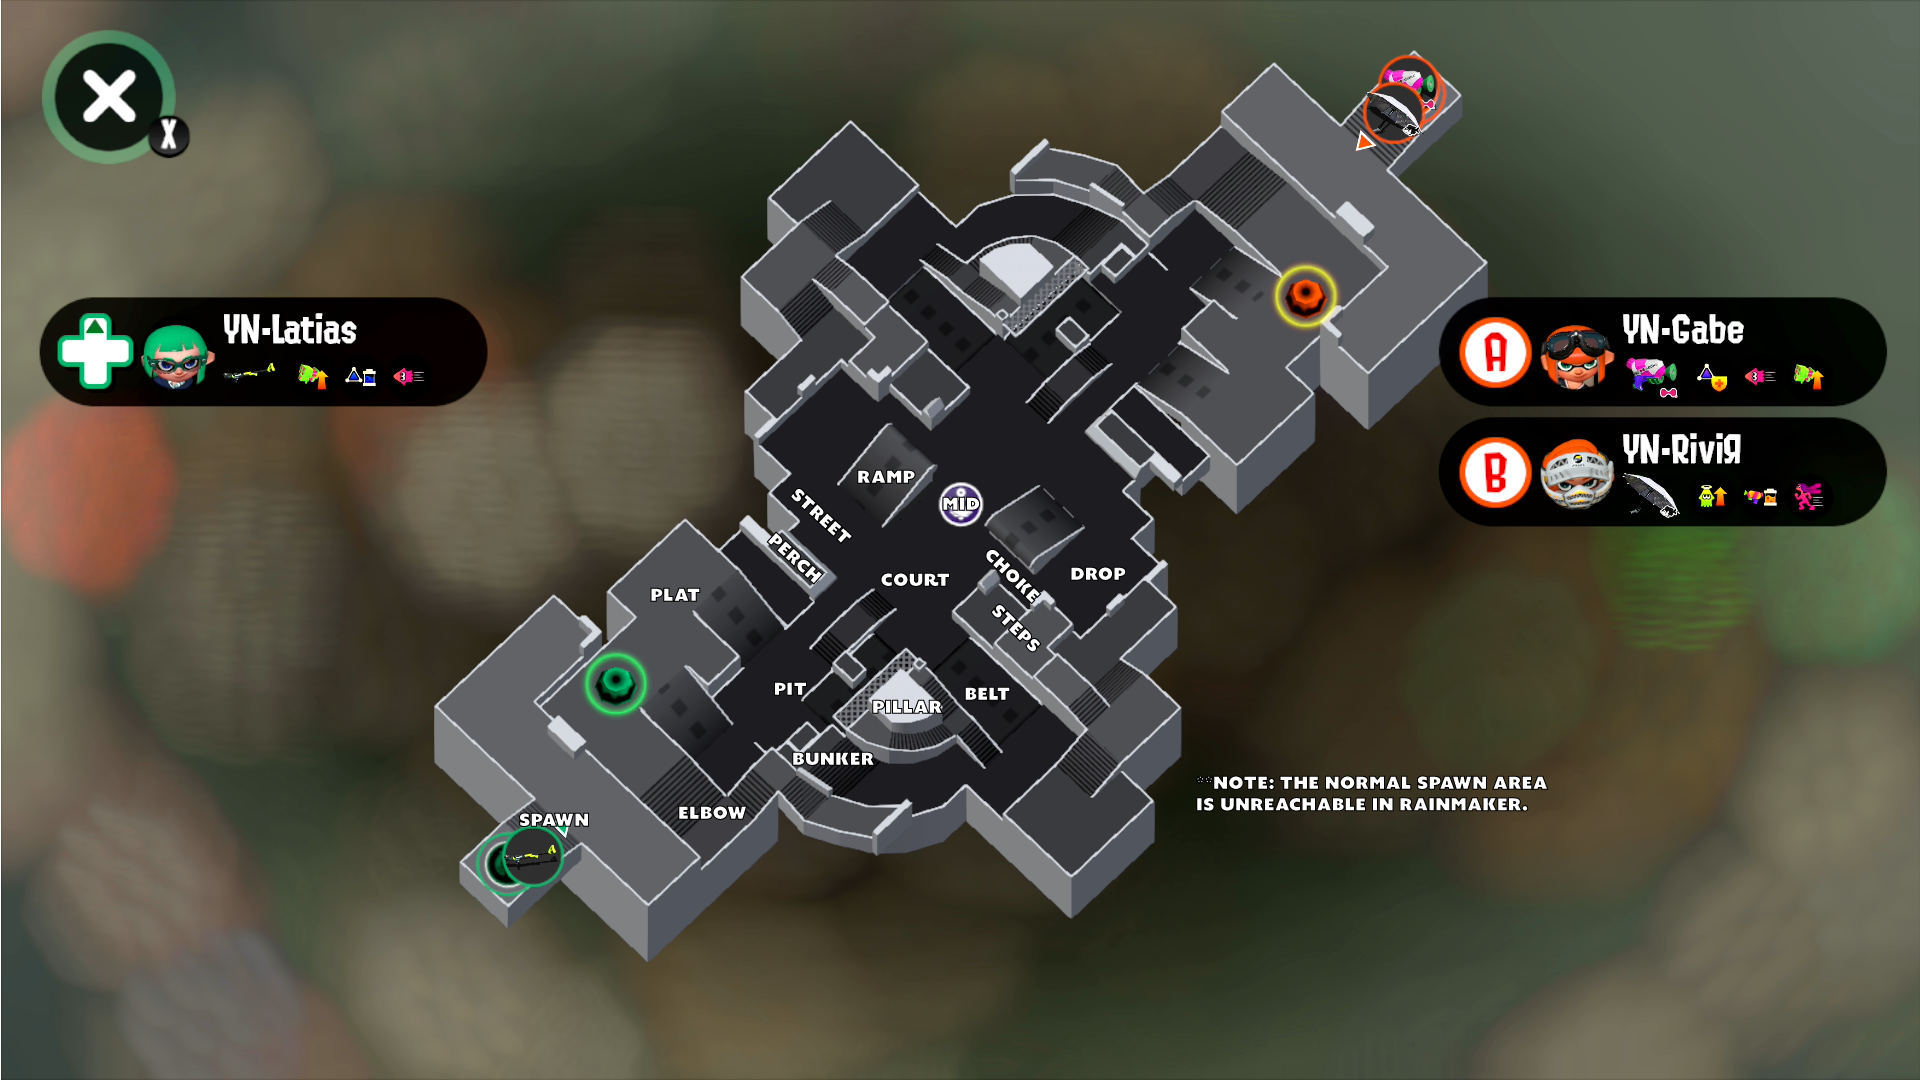 X
YN-Latias
YN-Gabe
A
YN-RiviЯ
B
RAMP
MID
STREET
PERCH
PLAT
COURT
CHOKE
DROP
STEPS
PIT
BELT
PILLAR
BUNKER
ELBOW
SPAWN
**NOTE: THE NORMAL SPAWN AREA
IS UNREACHABLE IN RAINMAKER.